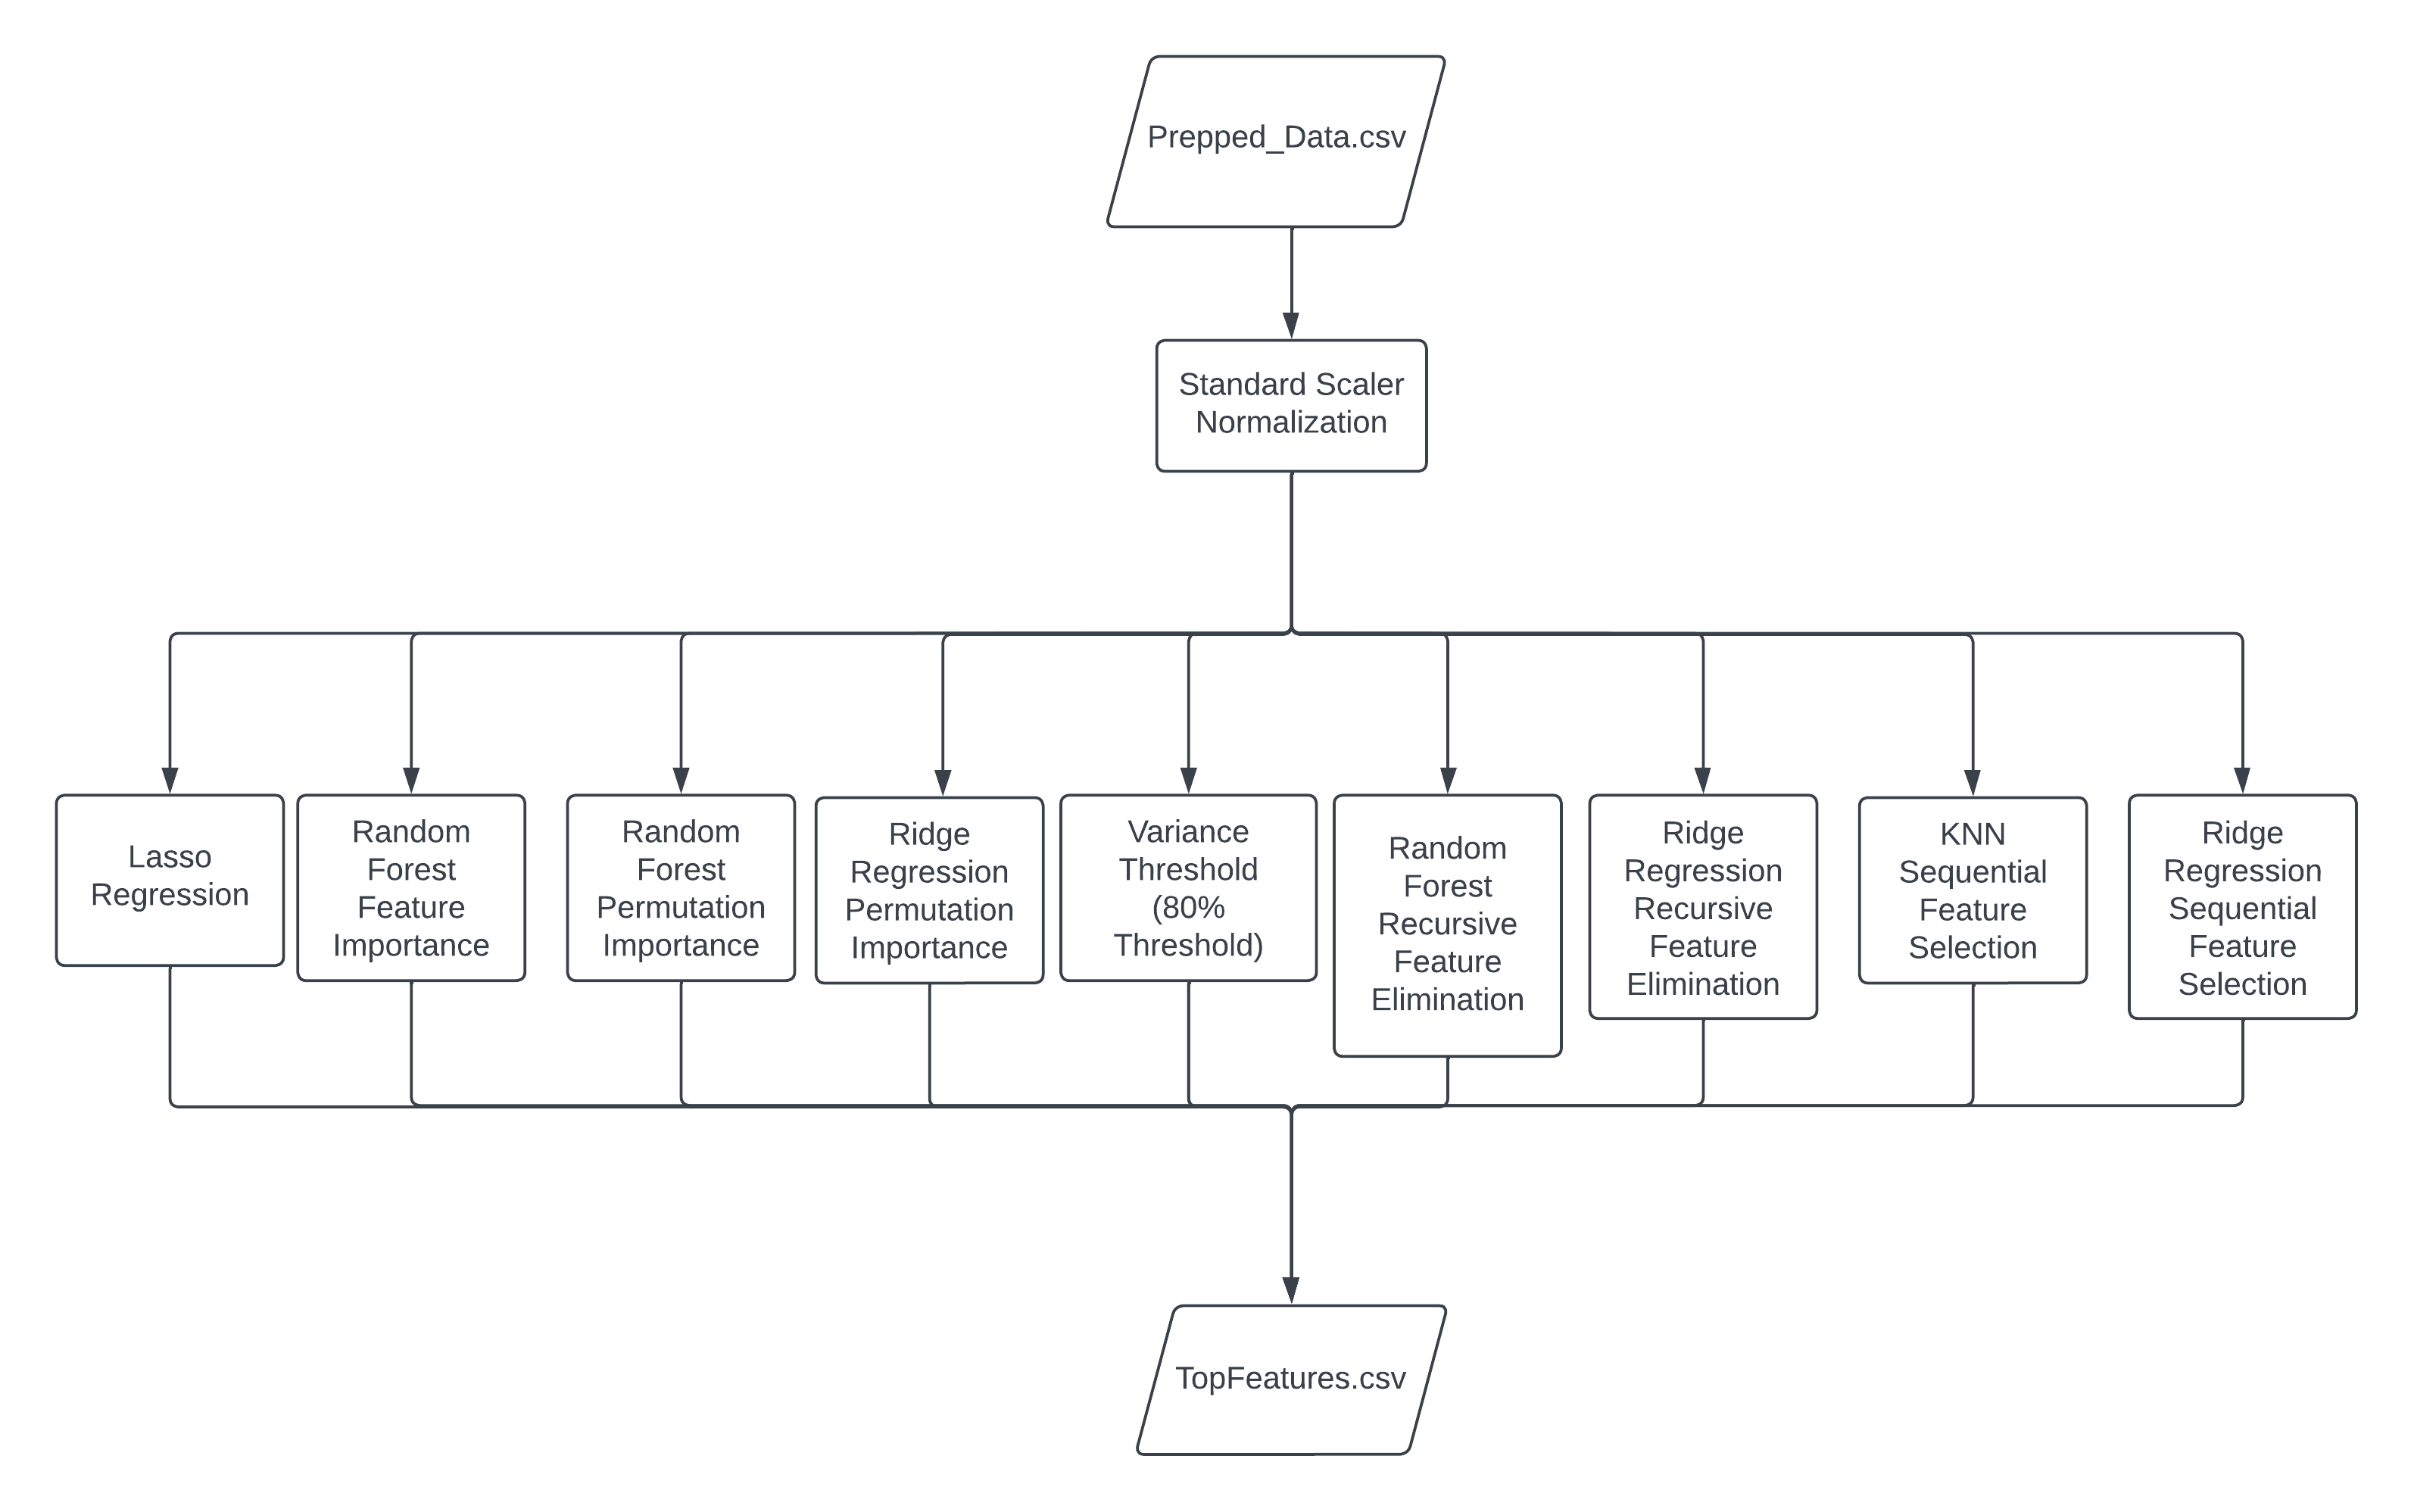 Prepped_Data.csv
Standard Scaler
Normalization
Lasso
Regression
Random
Forest
Feature
Importance
Random
Forest
Permutation
Importance
Ridge
Regression
Permutation
Importance
Variance
Threshold
(80%
Threshold)
Random
Forest
Recursive
Feature
Elimination
Ridge
Regression
Recursive
Feature
Elimination
KNN
Sequential
Feature
Selection
Ridge
Regression
Sequential
Feature
Selection
TopFeatures.csv